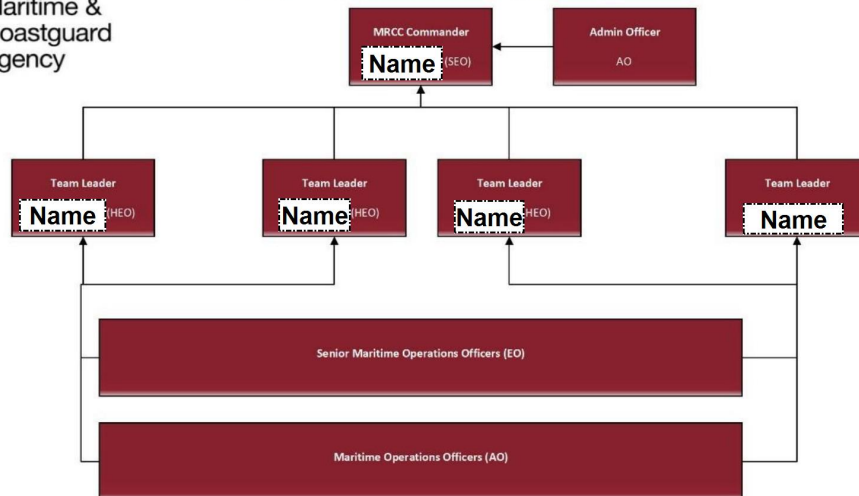 Maritime &
oastguard
gency
MRCC Commander
Name (SEO)
Admin Officer
AO
Team Leader
Name (HEO)
Team Leader
Name (HEO)
Team Leader
Name HEO)
Team Leader
Name
Senior Maritime Operations Officers (EO)
Maritime Operations Officers (AO)